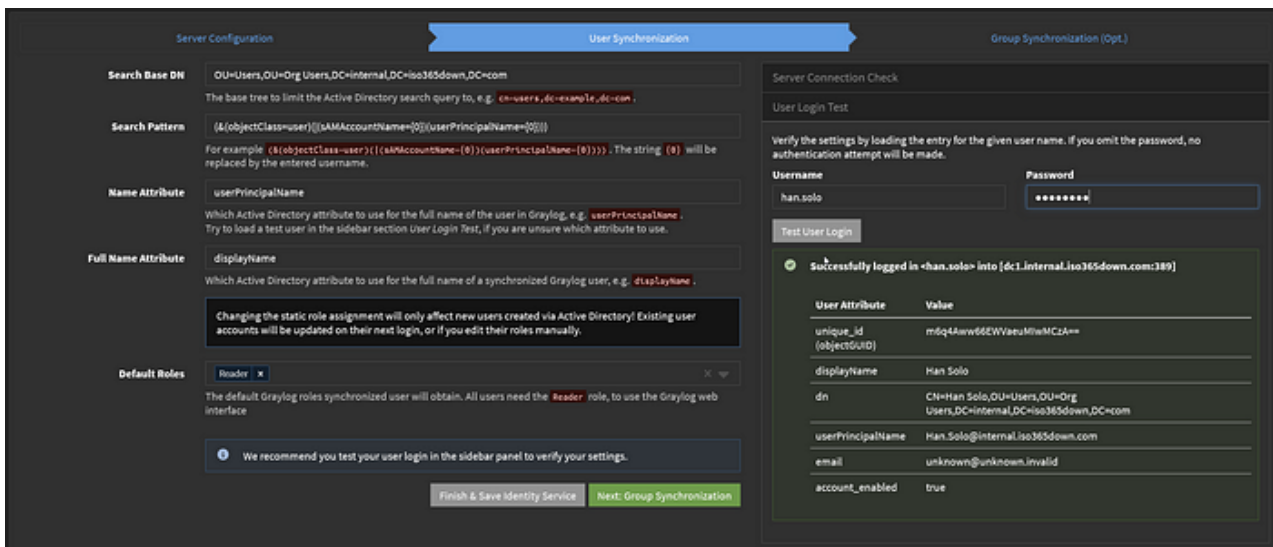 Server Configuration
User Synchronization
Group Synchronization (Opt.)
Search Base DN
OU=Users,OU=Org Users,DC=internal,DC=iso365down,DC=com
The base tree to limit the Active Directory search query to, e.g. cn=users,dc=example,dc=com.
Search Pattern
(&(objectClass=user)(|(sAMAccountName={0})(userPrincipalName={0})))
For example (&(objectClass=user)(|(sAMAccountName={0})(userPrincipalName={0}))). The string {0} will be
replaced by the entered username.
Name Attribute
userPrincipalName
Which Active Directory attribute to use for the full name of the user in Graylog, e.g. userPrincipalName.
Try to load a test user in the sidebar section User Login Test, if you are unsure which attribute to use.
Full Name Attribute
displayName
Which Active Directory attribute to use for the full name of a synchronized Graylog user, e.g. displayName.
Changing the static role assignment will only affect new users created via Active Directory! Existing user
accounts will be updated on their next login, or if you edit their roles manually.
Default Roles
Reader x
The default Graylog roles synchronized user will obtain. All users need the Reader role, to use the Graylog web
interface
We recommend you test your user login in the sidebar panel to verify your settings.
Finish & Save Identity Service
Next: Group Synchronization
Server Connection Check
User Login Test
Verify the settings by loading the entry for the given user name. If you omit the password, no
authentication attempt will be made.
Username
Password
han.solo
Test User Login
Successfully logged in <han.solo> into [dc1.internal.iso365down.com:389]
User Attribute Value
unique_id m6q4Aww66EWVaeuMIwMCzA==
(objectGUID)
displayName Han Solo
dn CN=Han Solo,OU=Users,OU=Org
Users,DC=internal,DC=iso365down,DC=com
userPrincipalName Han.Solo@internal.iso365down.com
email unknown@unknown.invalid
account_enabled true